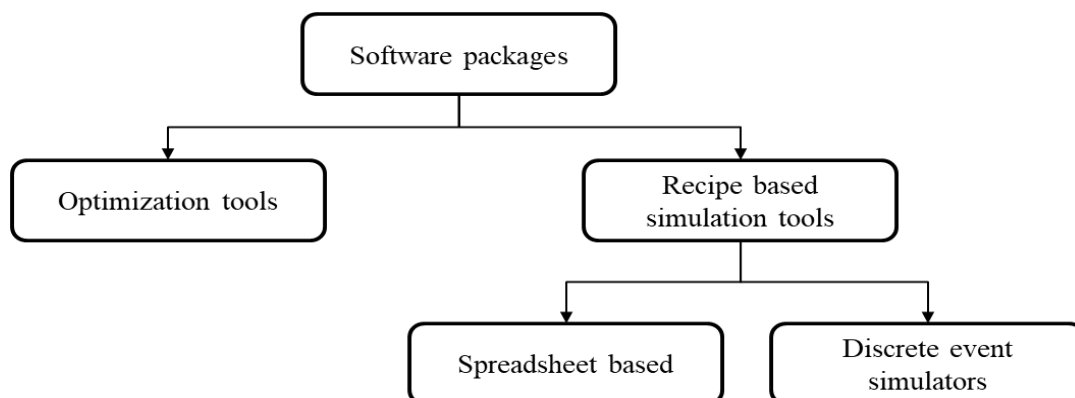 Software packages
Optimization tools
Recipe based
simulation tools
Spreadsheet based
Discrete event
simulators